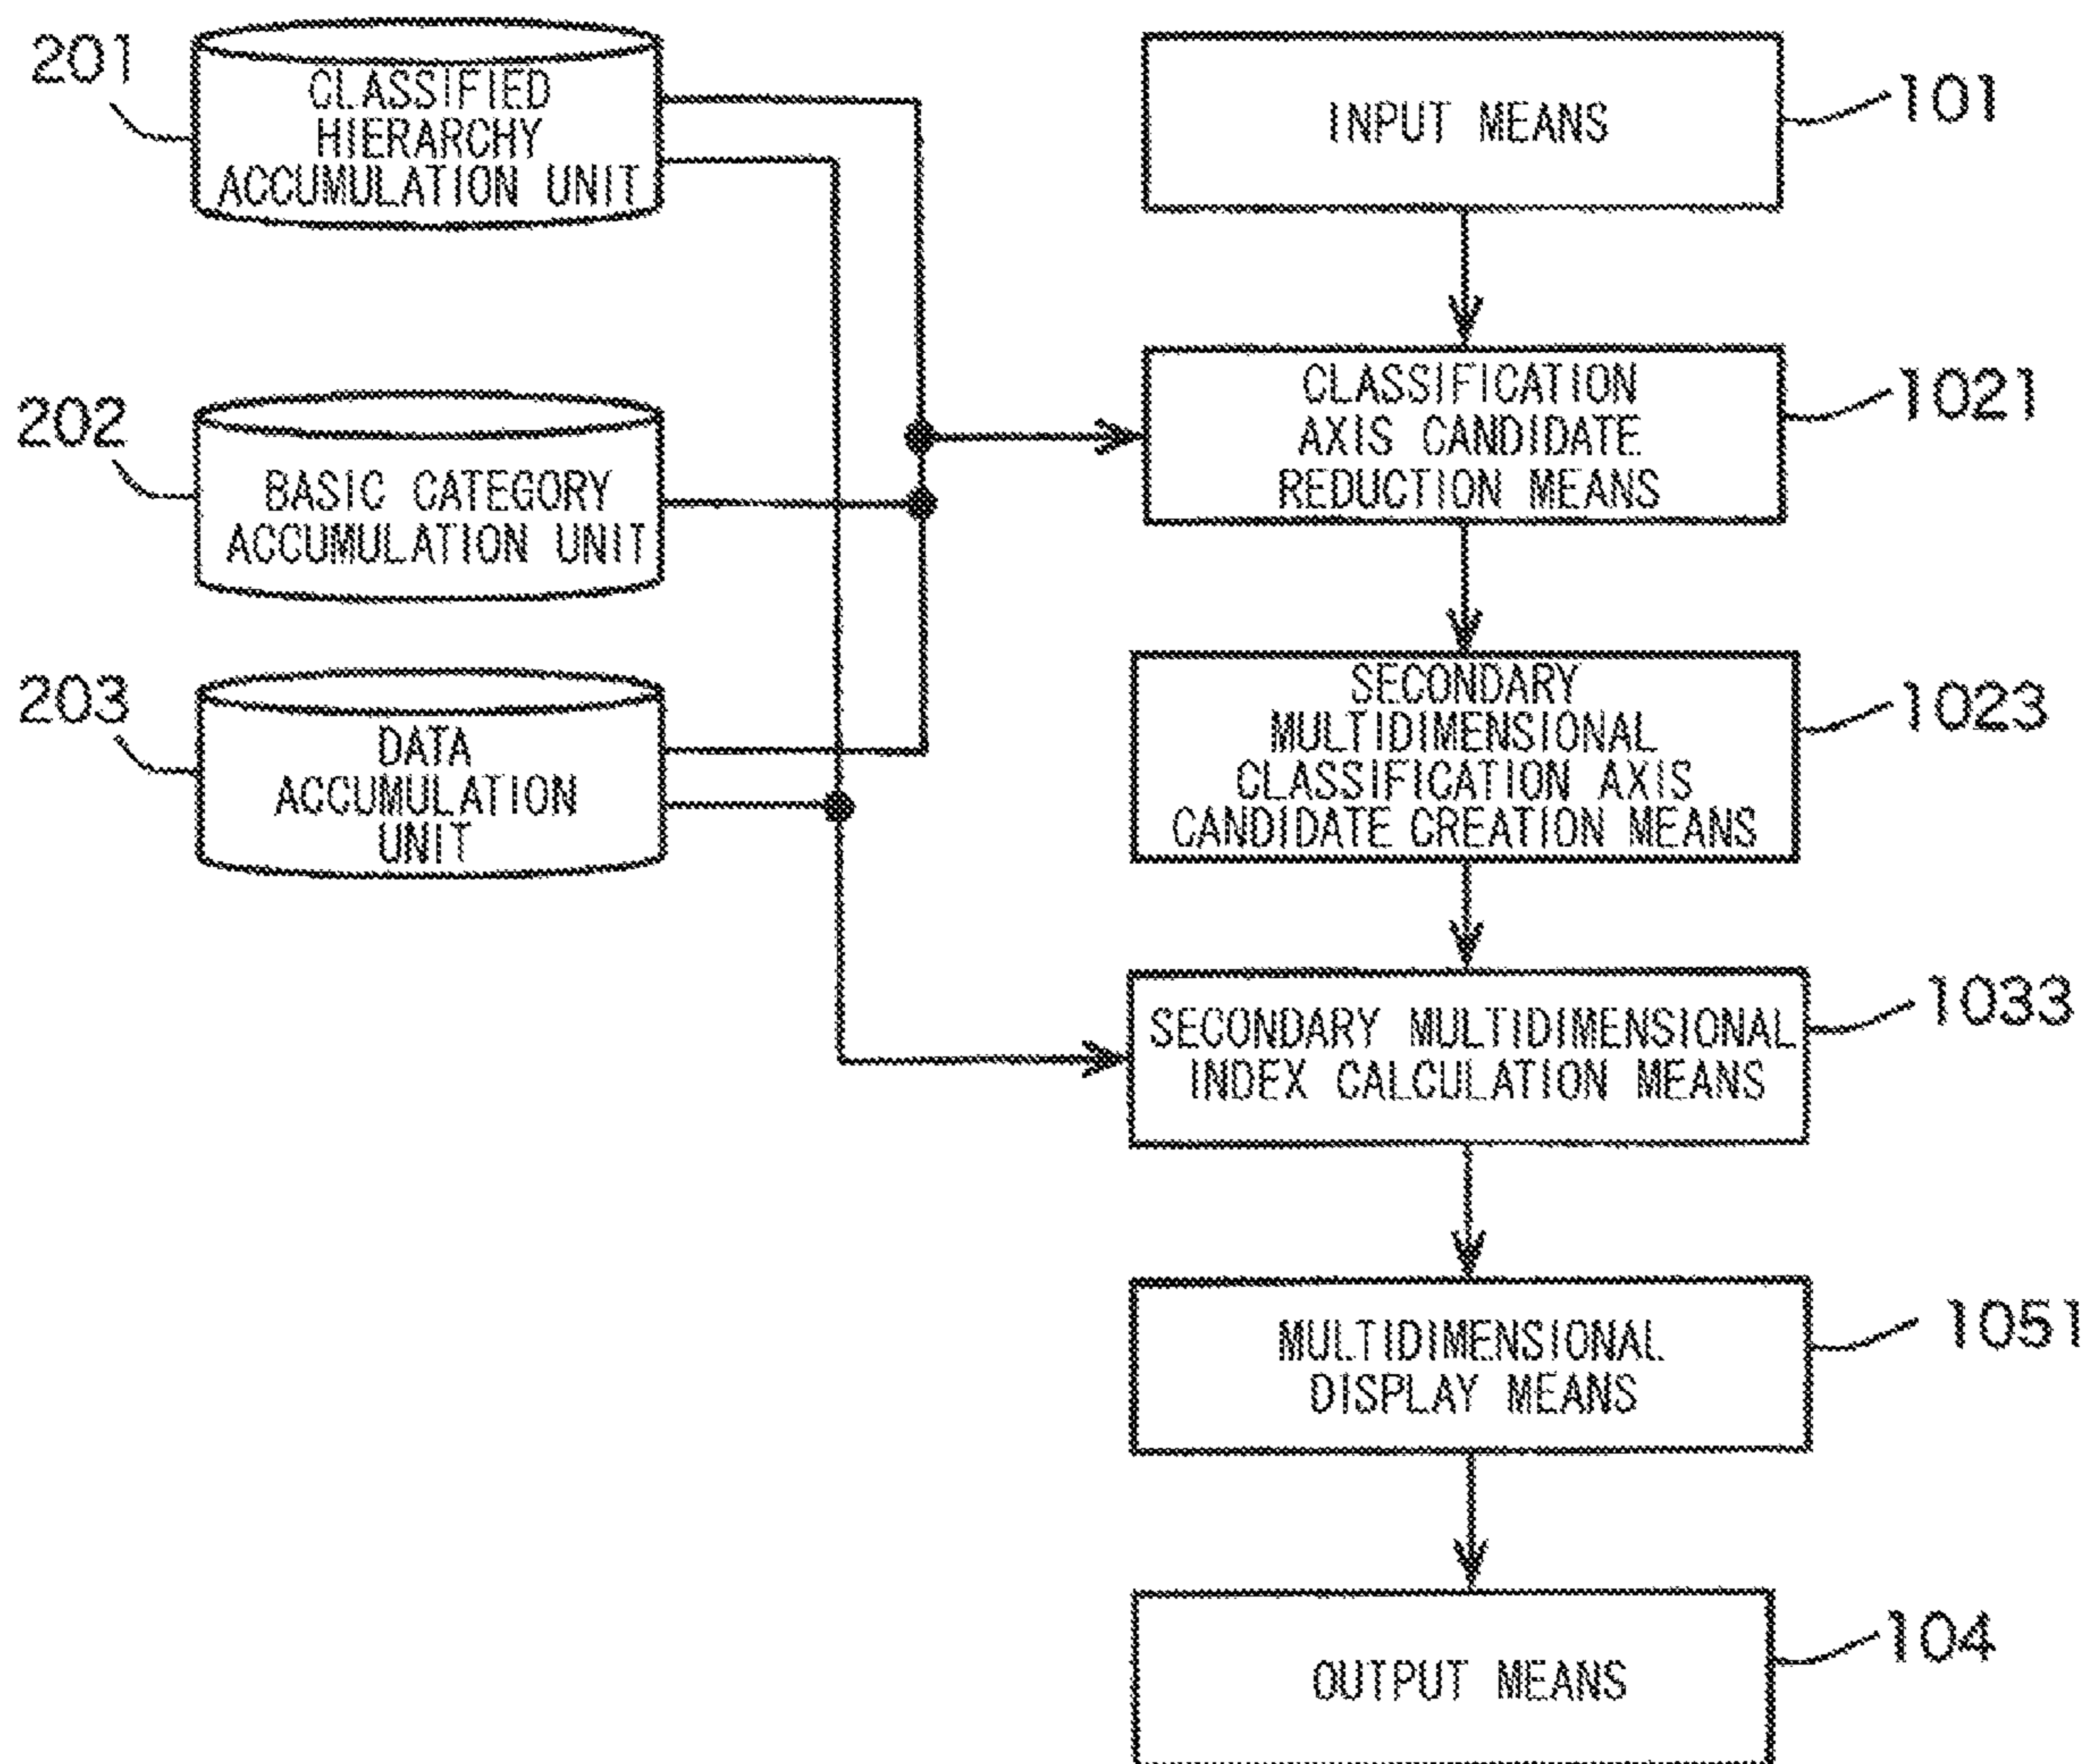 201
CLASSIFIED
HIERARCHY
ACCUMULATION UNIT
202
BASIC CATEGORY
ACCUMULATION UNIT
203
DATA
ACCUMULATION
UNIT
INPUT MEANS
101
CLASSIFICATION
AXIS CANDIDATE
REDUCTION MEANS
1021
SECONDARY
MULTIDIMENSIONAL
CLASSIFICATION AXIS
CANDIDATE CREATION MEANS
1023
SECONDARY MULTIDIMENSIONAL
INDEX CALCULATION MEANS
1033
MULTIDIMENSIONAL
DISPLAY MEANS
1051
OUTPUT MEANS
104